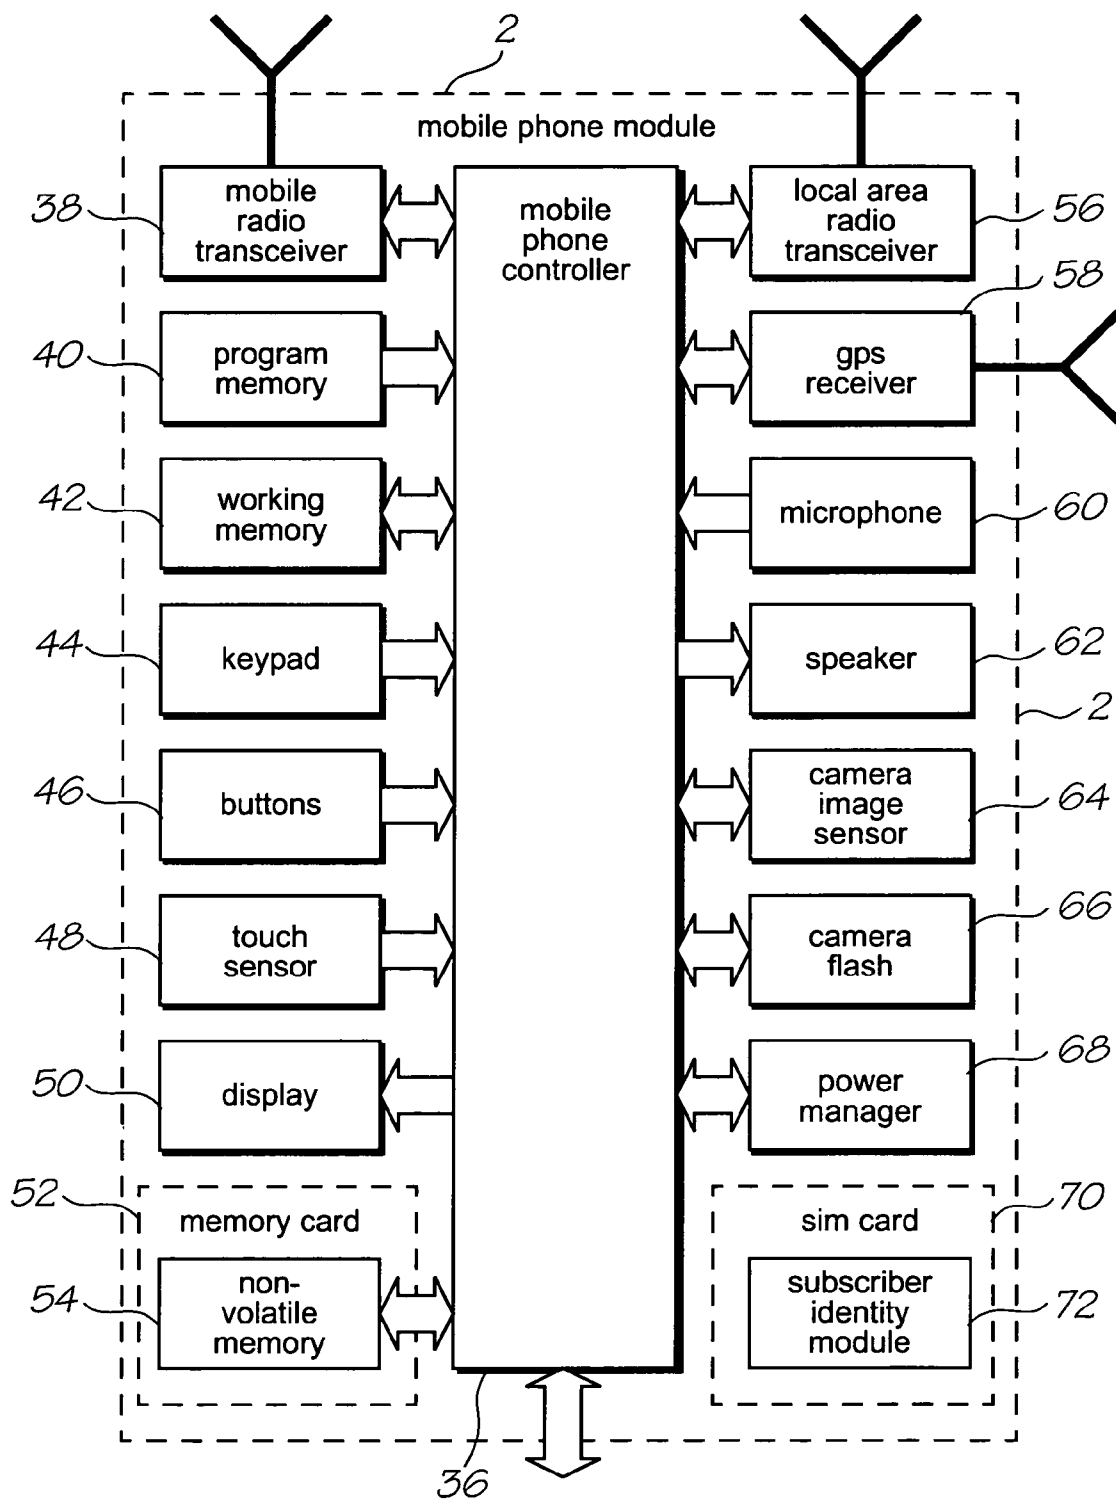 2
mobile phone module
38
mobile
radio
transceiver
mobile
phone
controller
local area
radio
transceiver
56
58
40
program
memory
gps
receiver
42
working
memory
microphone
60
44
keypad
speaker
62
2
46
buttons
camera
image
sensor
64
48
touch
sensor
camera
flash
66
50
display
power
manager
68
52
memory card
sim card
70
54
non-
volatile
memory
subscriber
identity
module
72
36